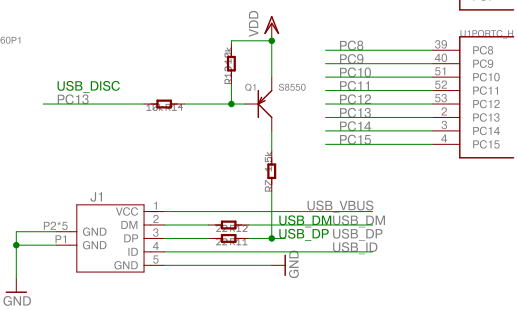 60P1
VDD
U1PORTC_H
PC8 39 PC8
PC9 40 PC9
PC10 51 PC10
PC11 52 PC11
PC12 53 PC12
PC13 2 PC13
PC14 3 PC14
PC15 4 PC15
USB_DISC
PC13
Q1 S8550
J1
VCC 1 USB_VBUS
P2*5 GND DM 2 22R12 USB_DM USB_DM
P1 GND DP 3 22R11 USB_DP USB_DP
ID 4 USB_ID
GND 5 GND
GND